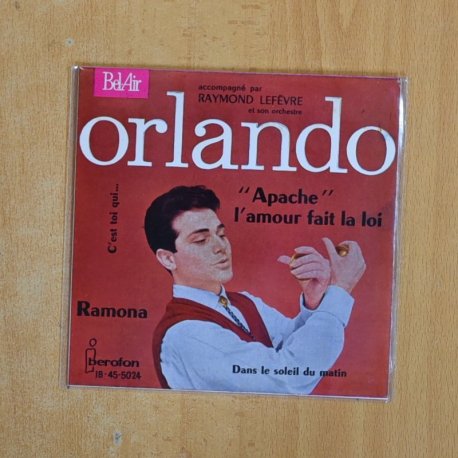 BelAir
accompagné par
RAYMOND LEFÈVRE
et son orchestre
orlando
"Apache"
l'amour fait la loi
C'est toi qui...
Ramona
iberofon
IB-45-5024
Dans le soleil du matin